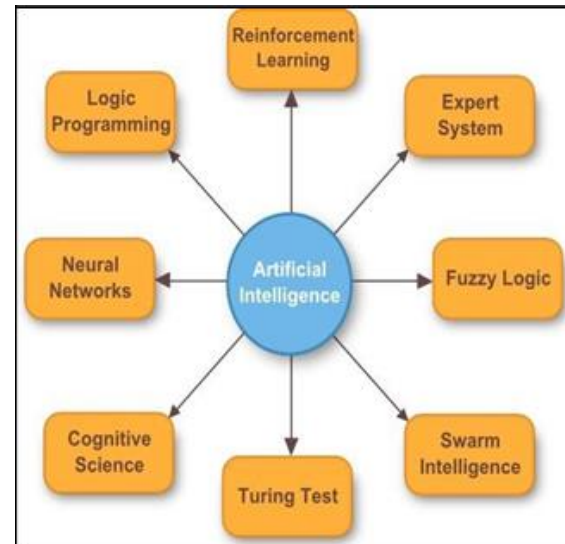 Reinforcement
Learning
Expert
System
Fuzzy Logic
Swarm
Intelligence
Turing Test
Cognitive
Science
Neural
Networks
Logic
Programming
Artificial
Intelligence